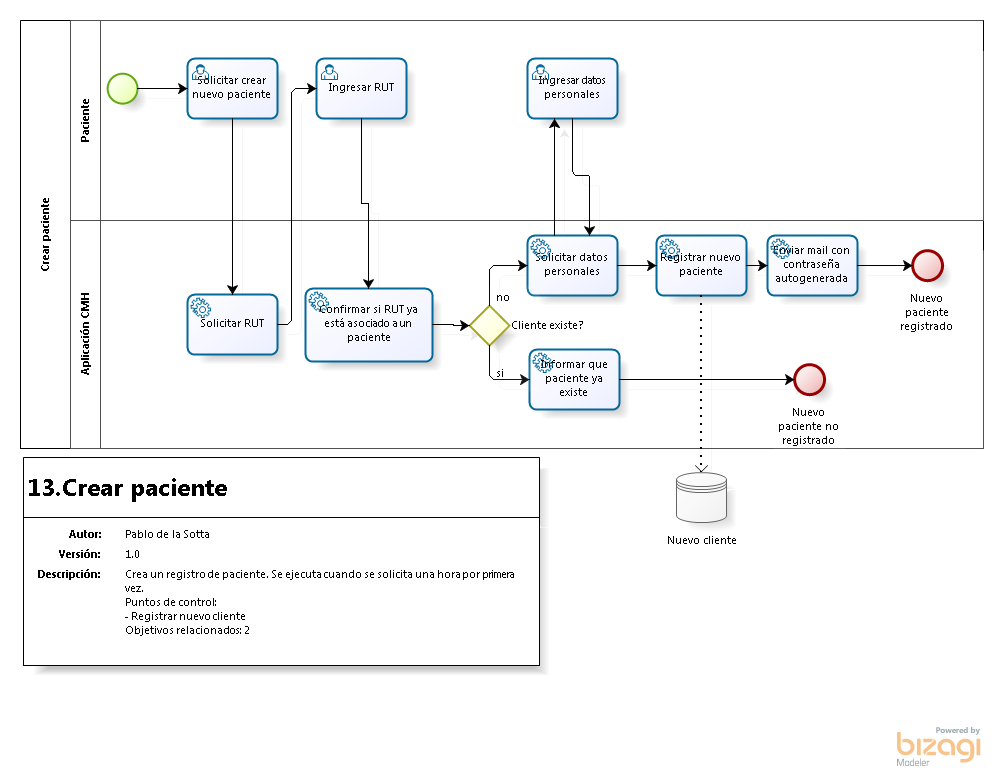 Crear paciente
Paciente
Solicitar crear
nuevo paciente
Ingresar RUT
Ingresar datos
personales
Aplicación CMH
Solicitar RUT
Confirmar si RUT ya
está asociado a un
paciente
Cliente existe?
no
si
Solicitar datos
personales
Registrar nuevo
paciente
Enviar mail con
contraseña
autogenerada
Nuevo
paciente
registrado
Informar que
paciente ya
existe
Nuevo
paciente no
registrado
Nuevo cliente
13.Crear paciente
Autor: Pablo de la Sotta
Versión: 1.0
Descripción: Crea un registro de paciente. Se ejecuta cuando se solicita una hora por primera
vez.
Puntos de control:
- Registrar nuevo cliente
Objetivos relacionados: 2
Powered by
bizagi
Modeler